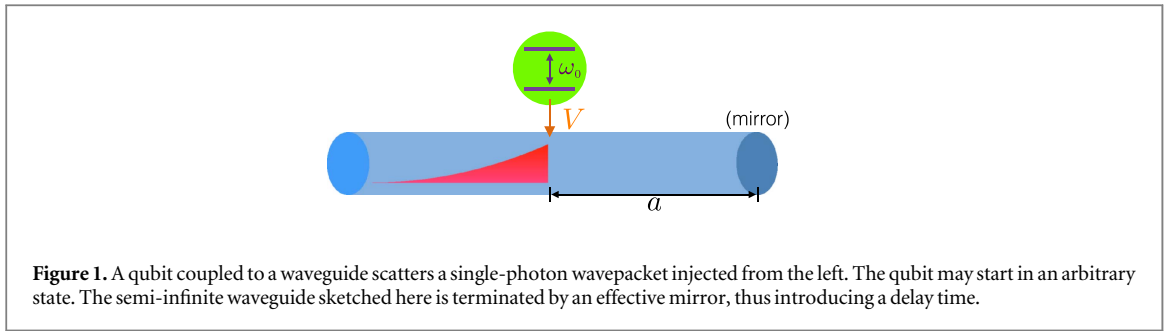 ω₀
V
(mirror)
a
Figure 1. A qubit coupled to a waveguide scatters a single-photon wavepacket injected from the left. The qubit may start in an arbitrary
state. The semi-infinite waveguide sketched here is terminated by an effective mirror, thus introducing a delay time.